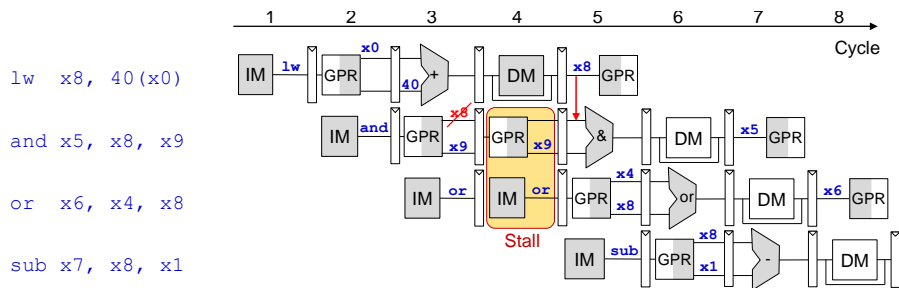 1 2 3 4 5 6 7 8
Cycle
lw x8, 40(x0)
IM lw GPR x0 40 + DM x8 GPR
and x5, x8, x9
IM and GPR x8 x9 GPR x9 & DM x5 GPR
or x6, x4, x8
IM or IM or GPR x4 x8 or DM x6 GPR
Stall
sub x7, x8, x1
IM sub GPR x8 x1 - DM